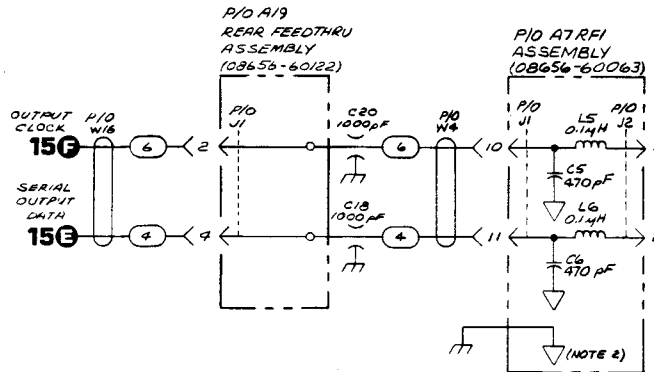 P/O A19
REAR FEEDTHRU
ASSEMBLY
(08656-60122)
P/O A7 RFI
ASSEMBLY
(08656-60063)
OUTPUT
CLOCK
15F
P/O
W16
6
2
P/O
J1
C20
1000pF
6
P/O
W4
10
P/O
J1
L5
0.1µH
P/O
J2
C5
470pF
SERIAL
OUTPUT
DATA
15E
4
4
C18
1000pF
4
11
L6
0.1µH
C6
470pF
(NOTE 2)